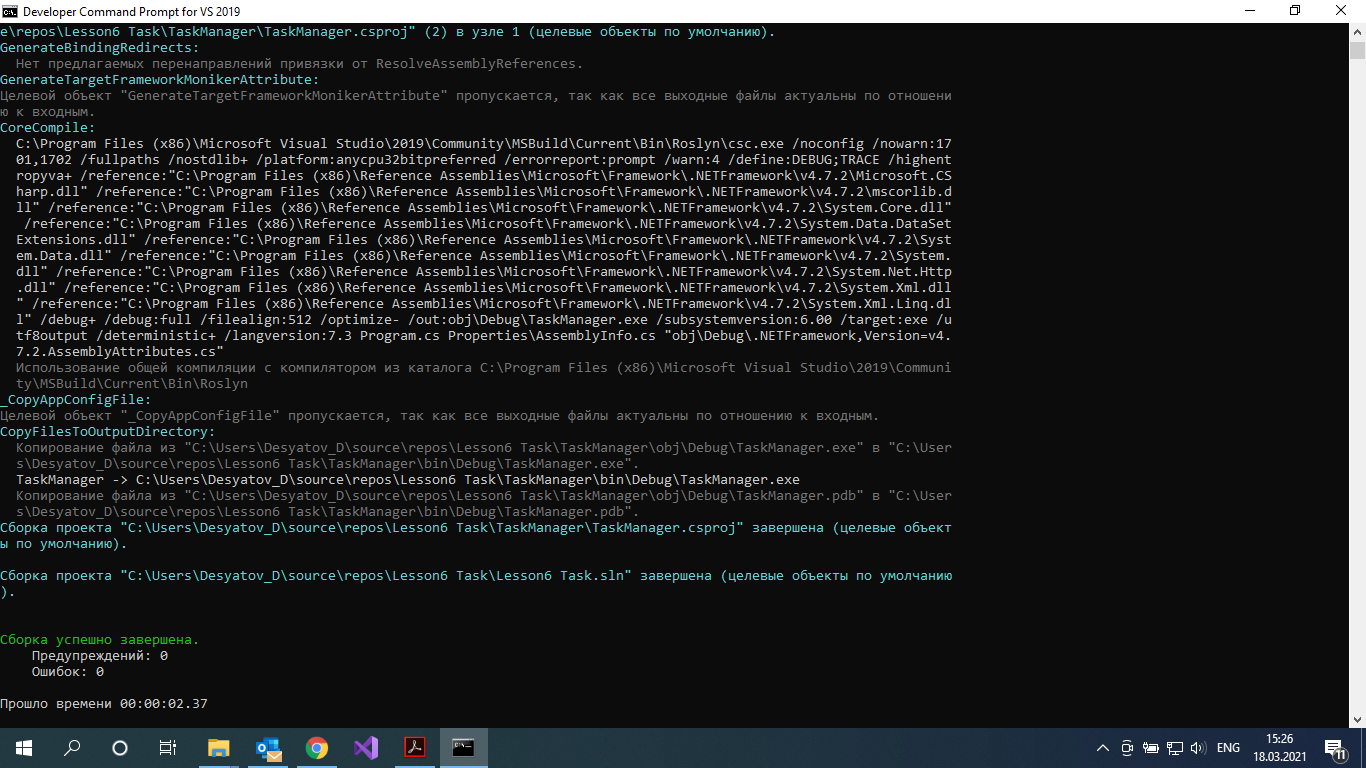 Developer Command Prompt for VS 2019
e\repos\Lesson6 Task\TaskManager\TaskManager.csproj" (2) в узле 1 (целевые объекты по умолчанию).
GenerateBindingRedirects:
  Нет предлагаемых перенаправлений привязки от ResolveAssemblyReferences.
GenerateTargetFrameworkMonikerAttribute:
Целевой объект "GenerateTargetFrameworkMonikerAttribute" пропускается, так как все выходные файлы актуальны по отношени
ю к входным.
CoreCompile:
  C:\Program Files (x86)\Microsoft Visual Studio\2019\Community\MSBuild\Current\Bin\Roslyn\csc.exe /noconfig /nowarn:17
  01,1702 /fullpaths /nostdlib+ /platform:anycpu32bitpreferred /errorreport:prompt /warn:4 /define:DEBUG;TRACE /highent
  ropyva+ /reference:"C:\Program Files (x86)\Reference Assemblies\Microsoft\Framework\.NETFramework\v4.7.2\Microsoft.CS
  harp.dll" /reference:"C:\Program Files (x86)\Reference Assemblies\Microsoft\Framework\.NETFramework\v4.7.2\mscorlib.d
  ll" /reference:"C:\Program Files (x86)\Reference Assemblies\Microsoft\Framework\.NETFramework\v4.7.2\System.Core.dll"
   /reference:"C:\Program Files (x86)\Reference Assemblies\Microsoft\Framework\.NETFramework\v4.7.2\System.Data.DataSet
  Extensions.dll" /reference:"C:\Program Files (x86)\Reference Assemblies\Microsoft\Framework\.NETFramework\v4.7.2\Syst
  em.Data.dll" /reference:"C:\Program Files (x86)\Reference Assemblies\Microsoft\Framework\.NETFramework\v4.7.2\System.
  dll" /reference:"C:\Program Files (x86)\Reference Assemblies\Microsoft\Framework\.NETFramework\v4.7.2\System.Net.Http
  .dll" /reference:"C:\Program Files (x86)\Reference Assemblies\Microsoft\Framework\.NETFramework\v4.7.2\System.Xml.dll
  " /reference:"C:\Program Files (x86)\Reference Assemblies\Microsoft\Framework\.NETFramework\v4.7.2\System.Xml.Linq.dl
  l" /debug+ /debug:full /filealign:512 /optimize- /out:obj\Debug\TaskManager.exe /subsystemversion:6.00 /target:exe /u
  tf8output /deterministic+ /langversion:7.3 Program.cs Properties\AssemblyInfo.cs "obj\Debug\.NETFramework,Version=v4.
  7.2.AssemblyAttributes.cs"
  Использование общей компиляции с компилятором из каталога C:\Program Files (x86)\Microsoft Visual Studio\2019\Communi
  ty\MSBuild\Current\Bin\Roslyn
_CopyAppConfigFile:
Целевой объект "_CopyAppConfigFile" пропускается, так как все выходные файлы актуальны по отношению к входным.
CopyFilesToOutputDirectory:
  Копирование файла из "C:\Users\Desyatov_D\source\repos\Lesson6 Task\TaskManager\obj\Debug\TaskManager.exe" в "C:\User
  s\Desyatov_D\source\repos\Lesson6 Task\TaskManager\bin\Debug\TaskManager.exe".
  TaskManager -> C:\Users\Desyatov_D\source\repos\Lesson6 Task\TaskManager\bin\Debug\TaskManager.exe
  Копирование файла из "C:\Users\Desyatov_D\source\repos\Lesson6 Task\TaskManager\obj\Debug\TaskManager.pdb" в "C:\User
  s\Desyatov_D\source\repos\Lesson6 Task\TaskManager\bin\Debug\TaskManager.pdb".
Сборка проекта "C:\Users\Desyatov_D\source\repos\Lesson6 Task\TaskManager\TaskManager.csproj" завершена (целевые объект
ы по умолчанию).
Сборка проекта "C:\Users\Desyatov_D\source\repos\Lesson6 Task\Lesson6 Task.sln" завершена (целевые объекты по умолчанию
).
Сборка успешно завершена.
    Предупреждений: 0
    Ошибок: 0
Прошло времени 00:00:02.37
ENG
15:26
18.03.2021
11